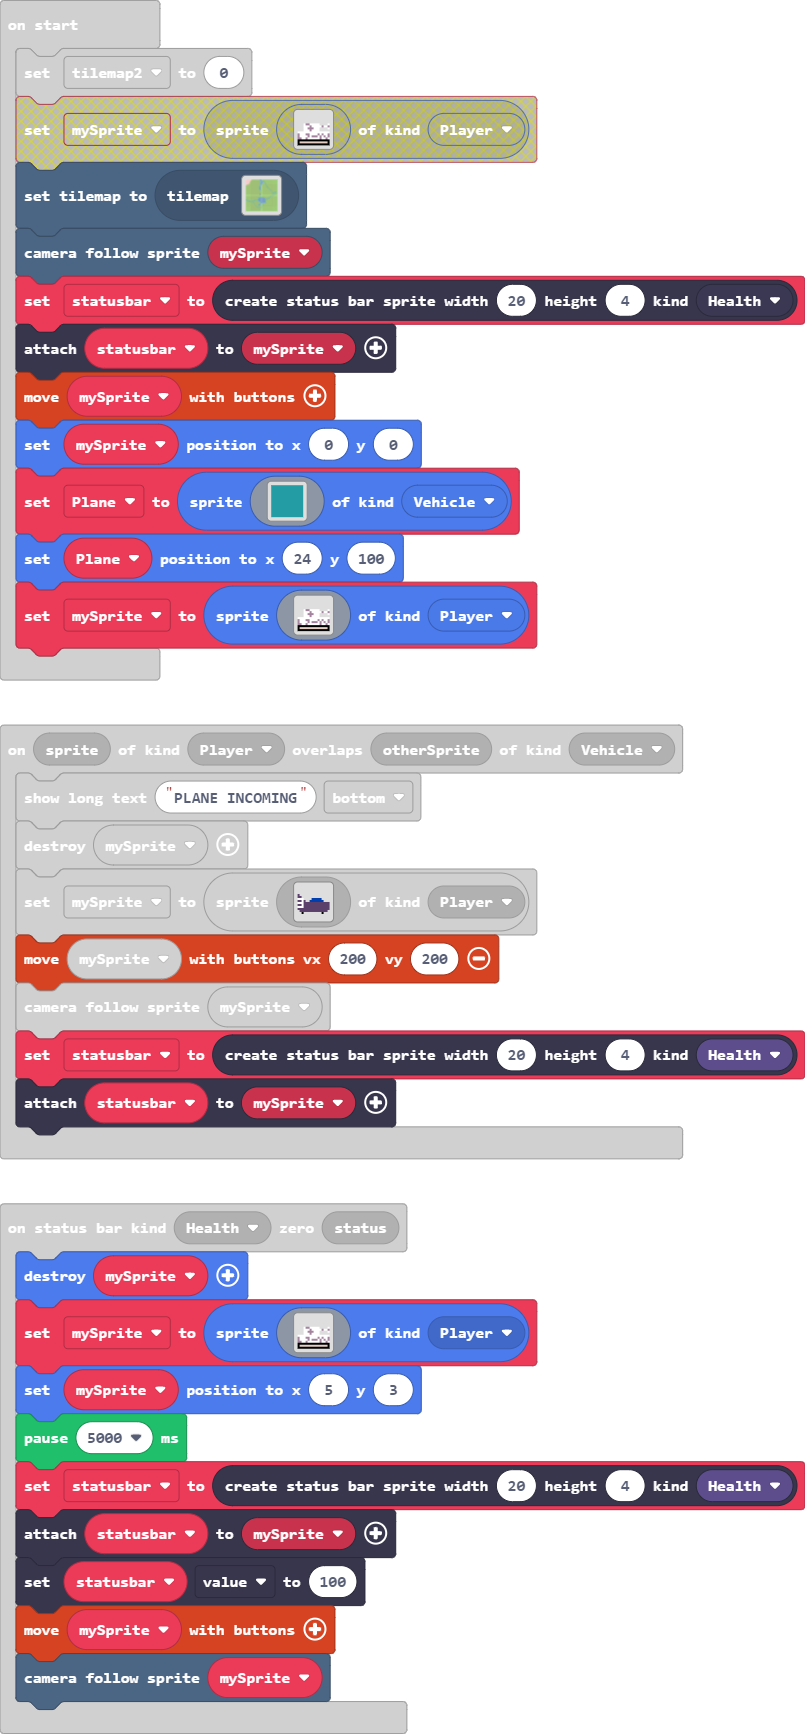 on start
set tilemap2 to 0
set mySprite to sprite of kind Player
set tilemap to tilemap
camera follow sprite mySprite
set statusbar to create status bar sprite width 20 height 4 kind Health
attach statusbar to mySprite
move mySprite with buttons
set mySprite position to x 0 y 0
set Plane to sprite of kind Vehicle
set Plane position to x 24 y 100
set mySprite to sprite of kind Player
on sprite of kind Player overlaps otherSprite of kind Vehicle
show long text "PLANE INCOMING" bottom
destroy mySprite
set mySprite to sprite of kind Player
move mySprite with buttons vx 200 vy 200
camera follow sprite mySprite
set statusbar to create status bar sprite width 20 height 4 kind Health
attach statusbar to mySprite
on status bar kind Health zero status
destroy mySprite
set mySprite to sprite of kind Player
set mySprite position to x 5 y 3
pause 5000 ms
set statusbar to create status bar sprite width 20 height 4 kind Health
attach statusbar to mySprite
set statusbar value to 100
move mySprite with buttons
camera follow sprite mySprite